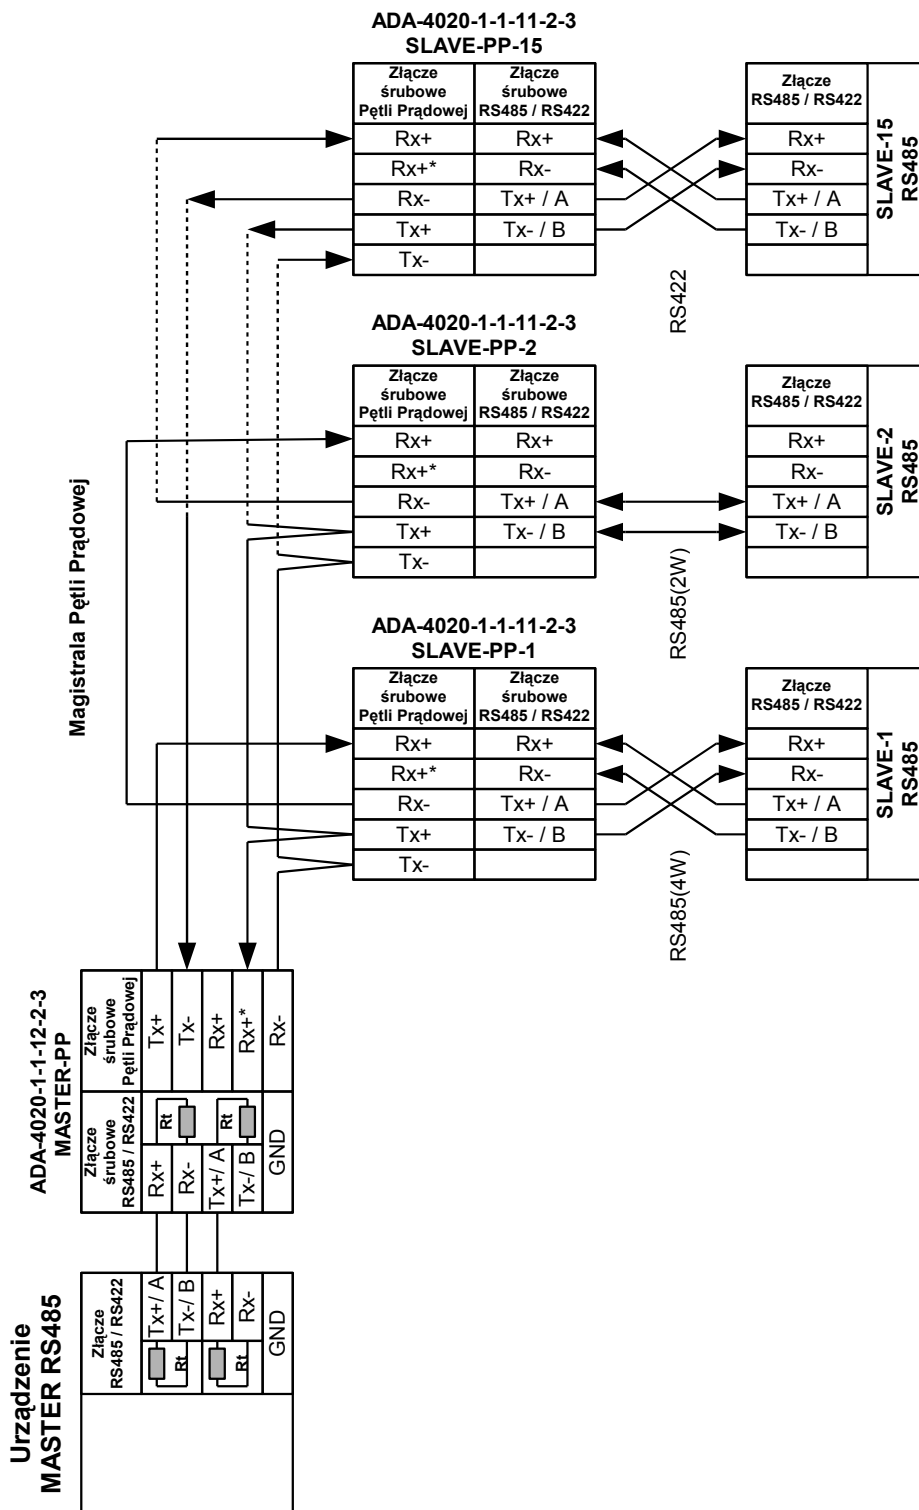 ADA-4020-1-1-11-2-3
SLAVE-PP-15
Złącze
śrubowe
Pętli Prądowej
Złącze
śrubowe
RS485 / RS422
Rx+
Rx+
Rx+*
Rx-
Rx-
Tx+ / A
Tx+
Tx- / B
Tx-
Złącze
RS485 / RS422
Rx+
Rx-
Tx+ / A
Tx- / B
SLAVE-15
RS485
RS422
ADA-4020-1-1-11-2-3
SLAVE-PP-2
Złącze
śrubowe
Pętli Prądowej
Złącze
śrubowe
RS485 / RS422
Rx+
Rx+
Rx+*
Rx-
Rx-
Tx+ / A
Tx+
Tx- / B
Tx-
Złącze
RS485 / RS422
Rx+
Rx-
Tx+ / A
Tx- / B
SLAVE-2
RS485
RS485(2W)
Magistrala Pętli Prądowej
ADA-4020-1-1-11-2-3
SLAVE-PP-1
Złącze
śrubowe
Pętli Prądowej
Złącze
śrubowe
RS485 / RS422
Rx+
Rx+
Rx+*
Rx-
Rx-
Tx+ / A
Tx+
Tx- / B
Tx-
Złącze
RS485 / RS422
Rx+
Rx-
Tx+ / A
Tx- / B
SLAVE-1
RS485
RS485(4W)
ADA-4020-1-1-12-2-3
MASTER-PP
Złącze
śrubowe
Pętli Prądowej
Tx+
Tx-
Rx+
Rx+*
Rx-
Złącze
śrubowe
RS485 / RS422
Rt
Rt
Rx+
Rx-
Tx+/ A
Tx-/ B
GND
Urządzenie
MASTER RS485
Złącze
RS485 / RS422
Tx+/ A
Tx-/ B
Rx+
Rx-
GND
Rt
Rt